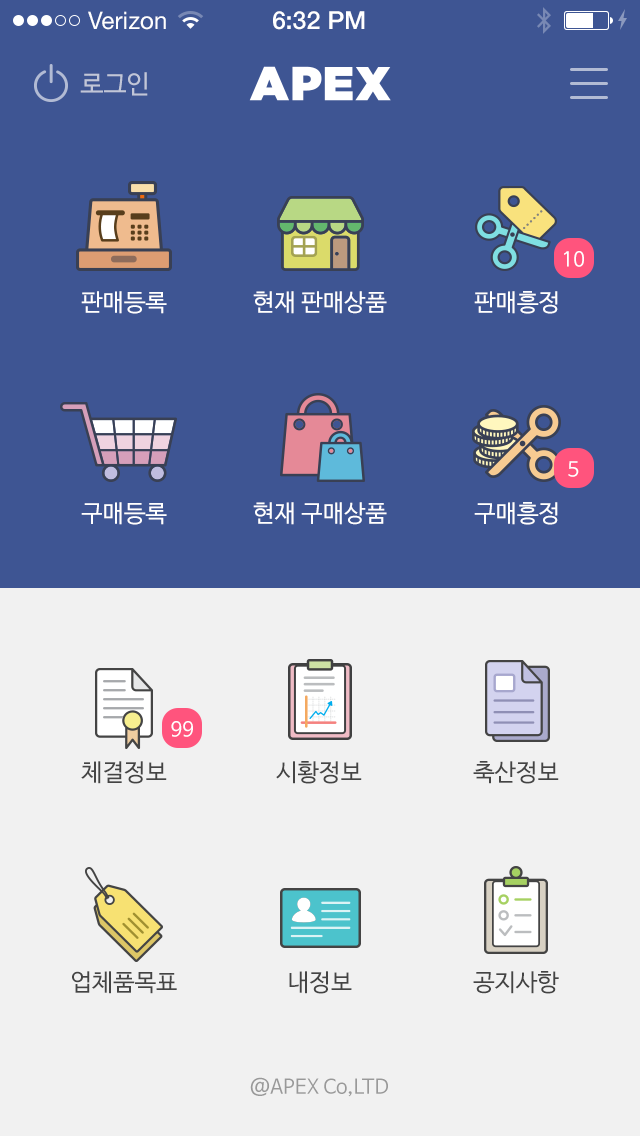 Verizon 6:32 PM
로그인 APEX
10
판매등록 현재 판매상품 판매흥정
5
구매등록 현재 구매상품 구매흥정
99
체결정보 시황정보 축산정보
업체품목표 내정보 공지사항
@APEX Co,LTD